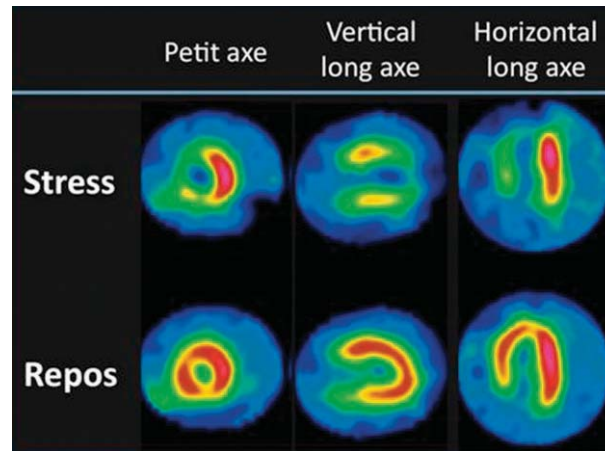 Petit axe
Vertical
long axe
Horizontal
long axe
Stress
Repos